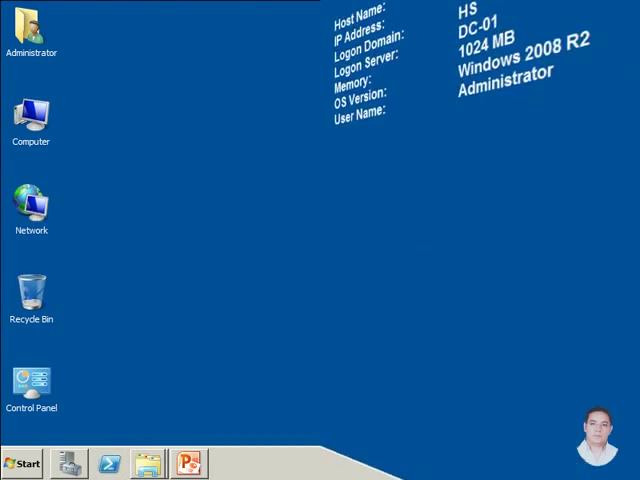 Administrator
Computer
Network
Recycle Bin
Control Panel
Host Name:
IP Address:
Logon Domain:
Logon Server:
Memory:
OS Version:
User Name:
HS
DC-01
1024 MB
Windows 2008 R2
Administrator
Start